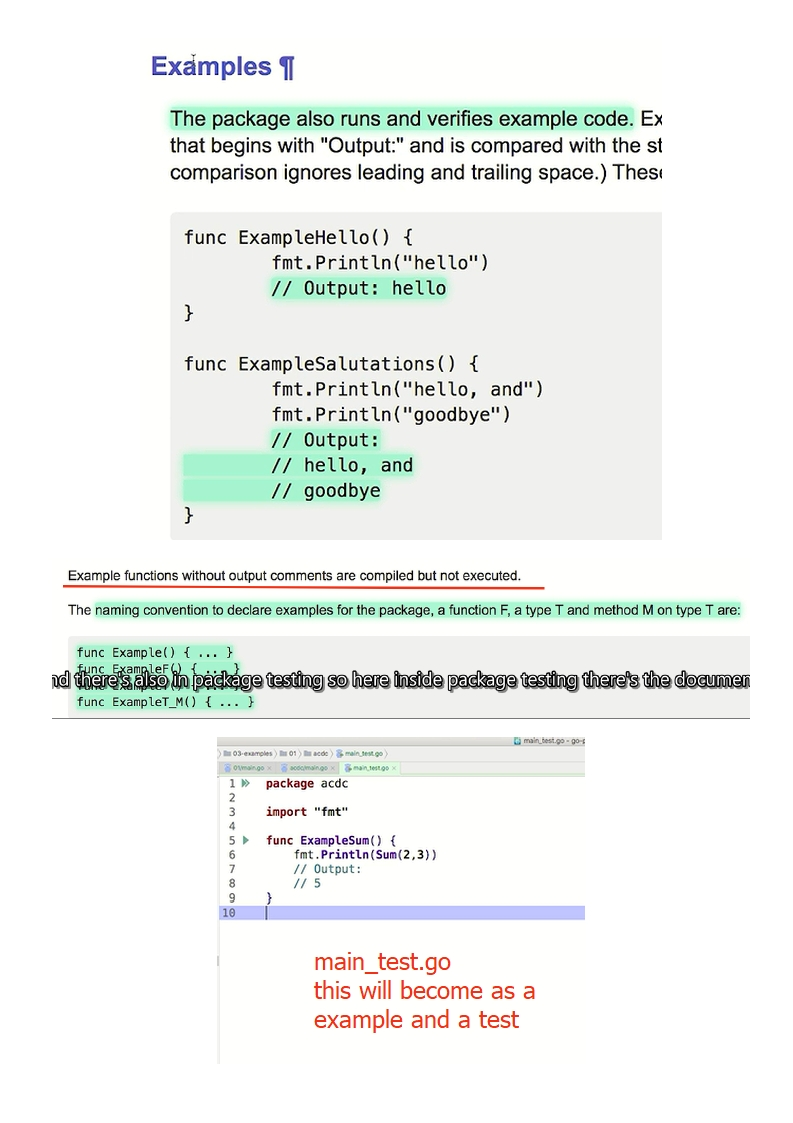 Examples ¶
The package also runs and verifies example code. Ex
that begins with "Output:" and is compared with the st
comparison ignores leading and trailing space.) These
func ExampleHello() {
        fmt.Println("hello")
        // Output: hello
}
func ExampleSalutations() {
        fmt.Println("hello, and")
        fmt.Println("goodbye")
        // Output:
        // hello, and
        // goodbye
}
Example functions without output comments are compiled but not executed.
The naming convention to declare examples for the package, a function F, a type T and method M on type T are:
func Example() { ... }
func ExampleF() { ... }
nd there's also in package testing so here inside package testing there's the documen
func ExampleT_M() { ... }
main_test.go - go-p
03-examples 01 acdc main_test.go
01/main.go × acdc/main.go × main_test.go ×
1 package acdc
2
3 import "fmt"
4
5 func ExampleSum() {
6     fmt.Println(Sum(2,3))
7     // Output:
8     // 5
9 }
10
main_test.go
this will become as a
example and a test